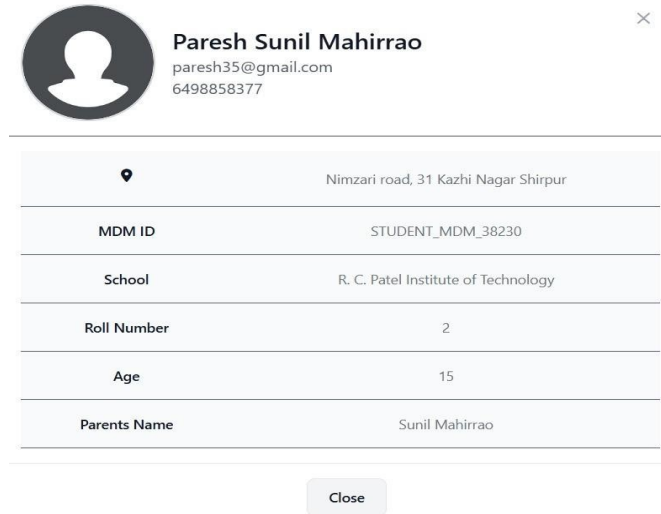 Paresh Sunil Mahirrao
paresh35@gmail.com
6498858377
Nimzari road, 31 Kazhi Nagar Shirpur
MDM ID STUDENT_MDM_38230
School R. C. Patel Institute of Technology
Roll Number 2
Age 15
Parents Name Sunil Mahirrao
Close